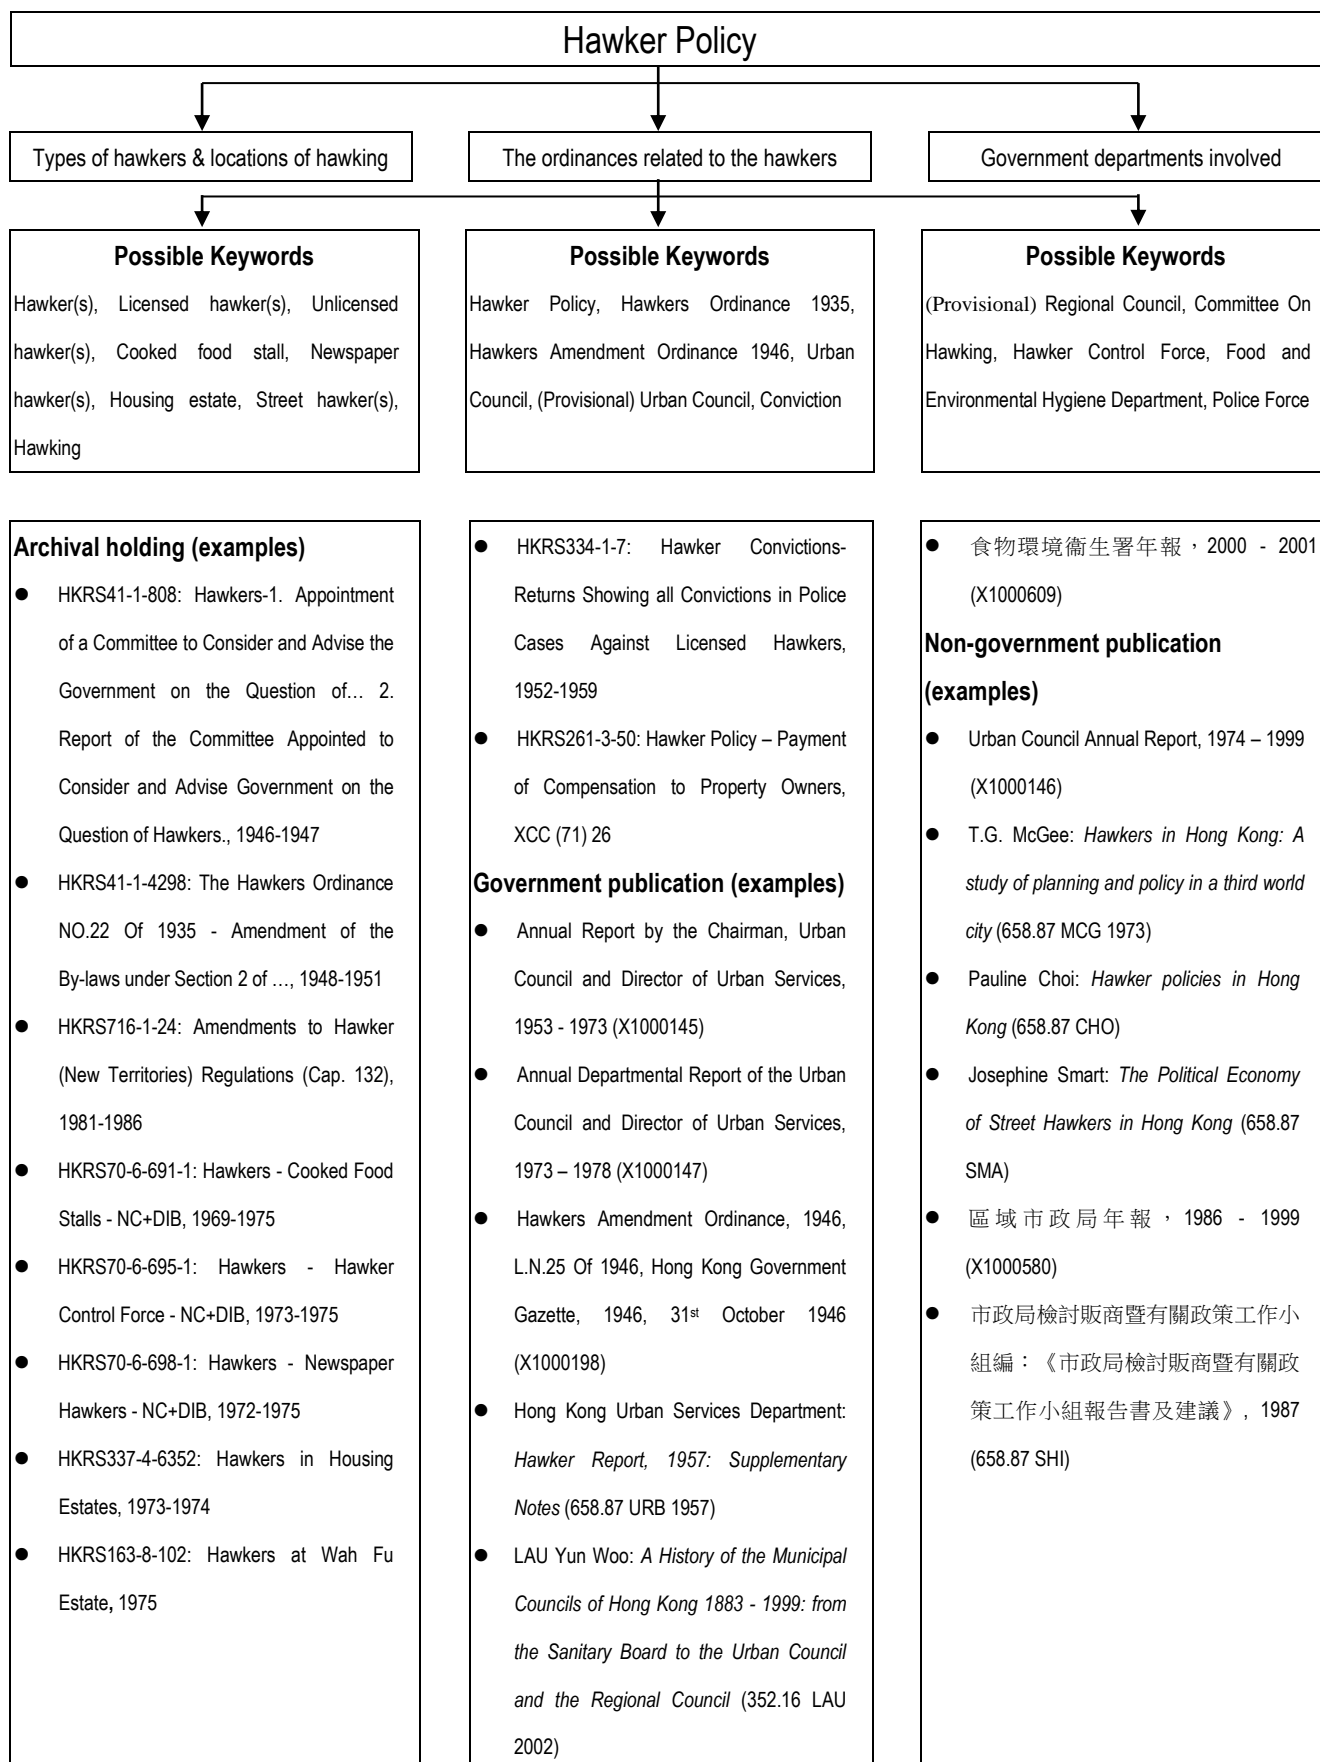 Hawker Policy
Types of hawkers & locations of hawking
The ordinances related to the hawkers
Government departments involved
Possible Keywords
Hawker(s), Licensed hawker(s), Unlicensed
hawker(s), Cooked food stall, Newspaper
hawker(s), Housing estate, Street hawker(s),
Hawking
Possible Keywords
Hawker Policy, Hawkers Ordinance 1935,
Hawkers Amendment Ordinance 1946, Urban
Council, (Provisional) Urban Council, Conviction
Possible Keywords
(Provisional) Regional Council, Committee On
Hawking, Hawker Control Force, Food and
Environmental Hygiene Department, Police Force
Archival holding (examples)
● HKRS41-1-808: Hawkers-1. Appointment
of a Committee to Consider and Advise the
Government on the Question of… 2.
Report of the Committee Appointed to
Consider and Advise Government on the
Question of Hawkers., 1946-1947
● HKRS41-1-4298: The Hawkers Ordinance
NO.22 Of 1935 - Amendment of the
By-laws under Section 2 of …, 1948-1951
● HKRS716-1-24: Amendments to Hawker
(New Territories) Regulations (Cap. 132),
1981-1986
● HKRS70-6-691-1: Hawkers - Cooked Food
Stalls - NC+DIB, 1969-1975
● HKRS70-6-695-1: Hawkers - Hawker
Control Force - NC+DIB, 1973-1975
● HKRS70-6-698-1: Hawkers - Newspaper
Hawkers - NC+DIB, 1972-1975
● HKRS337-4-6352: Hawkers in Housing
Estates, 1973-1974
● HKRS163-8-102: Hawkers at Wah Fu
Estate, 1975
● HKRS334-1-7: Hawker Convictions-
Returns Showing all Convictions in Police
Cases Against Licensed Hawkers,
1952-1959
● HKRS261-3-50: Hawker Policy – Payment
of Compensation to Property Owners,
XCC (71) 26
Government publication (examples)
● Annual Report by the Chairman, Urban
Council and Director of Urban Services,
1953 - 1973 (X1000145)
● Annual Departmental Report of the Urban
Council and Director of Urban Services,
1973 – 1978 (X1000147)
● Hawkers Amendment Ordinance, 1946,
L.N.25 Of 1946, Hong Kong Government
Gazette, 1946, 31st October 1946
(X1000198)
● Hong Kong Urban Services Department:
Hawker Report, 1957: Supplementary
Notes (658.87 URB 1957)
● LAU Yun Woo: A History of the Municipal
Councils of Hong Kong 1883 - 1999: from
the Sanitary Board to the Urban Council
and the Regional Council (352.16 LAU
2002)
● 食物環境衞生署年報，2000 - 2001
(X1000609)
Non-government publication
(examples)
● Urban Council Annual Report, 1974 – 1999
(X1000146)
● T.G. McGee: Hawkers in Hong Kong: A
study of planning and policy in a third world
city (658.87 MCG 1973)
● Pauline Choi: Hawker policies in Hong
Kong (658.87 CHO)
● Josephine Smart: The Political Economy
of Street Hawkers in Hong Kong (658.87
SMA)
● 區域市政局年報，1986 - 1999
(X1000580)
● 市政局檢討販商暨有關政策工作小
組編：《市政局檢討販商暨有關政
策工作小組報告書及建議》, 1987
(658.87 SHI)